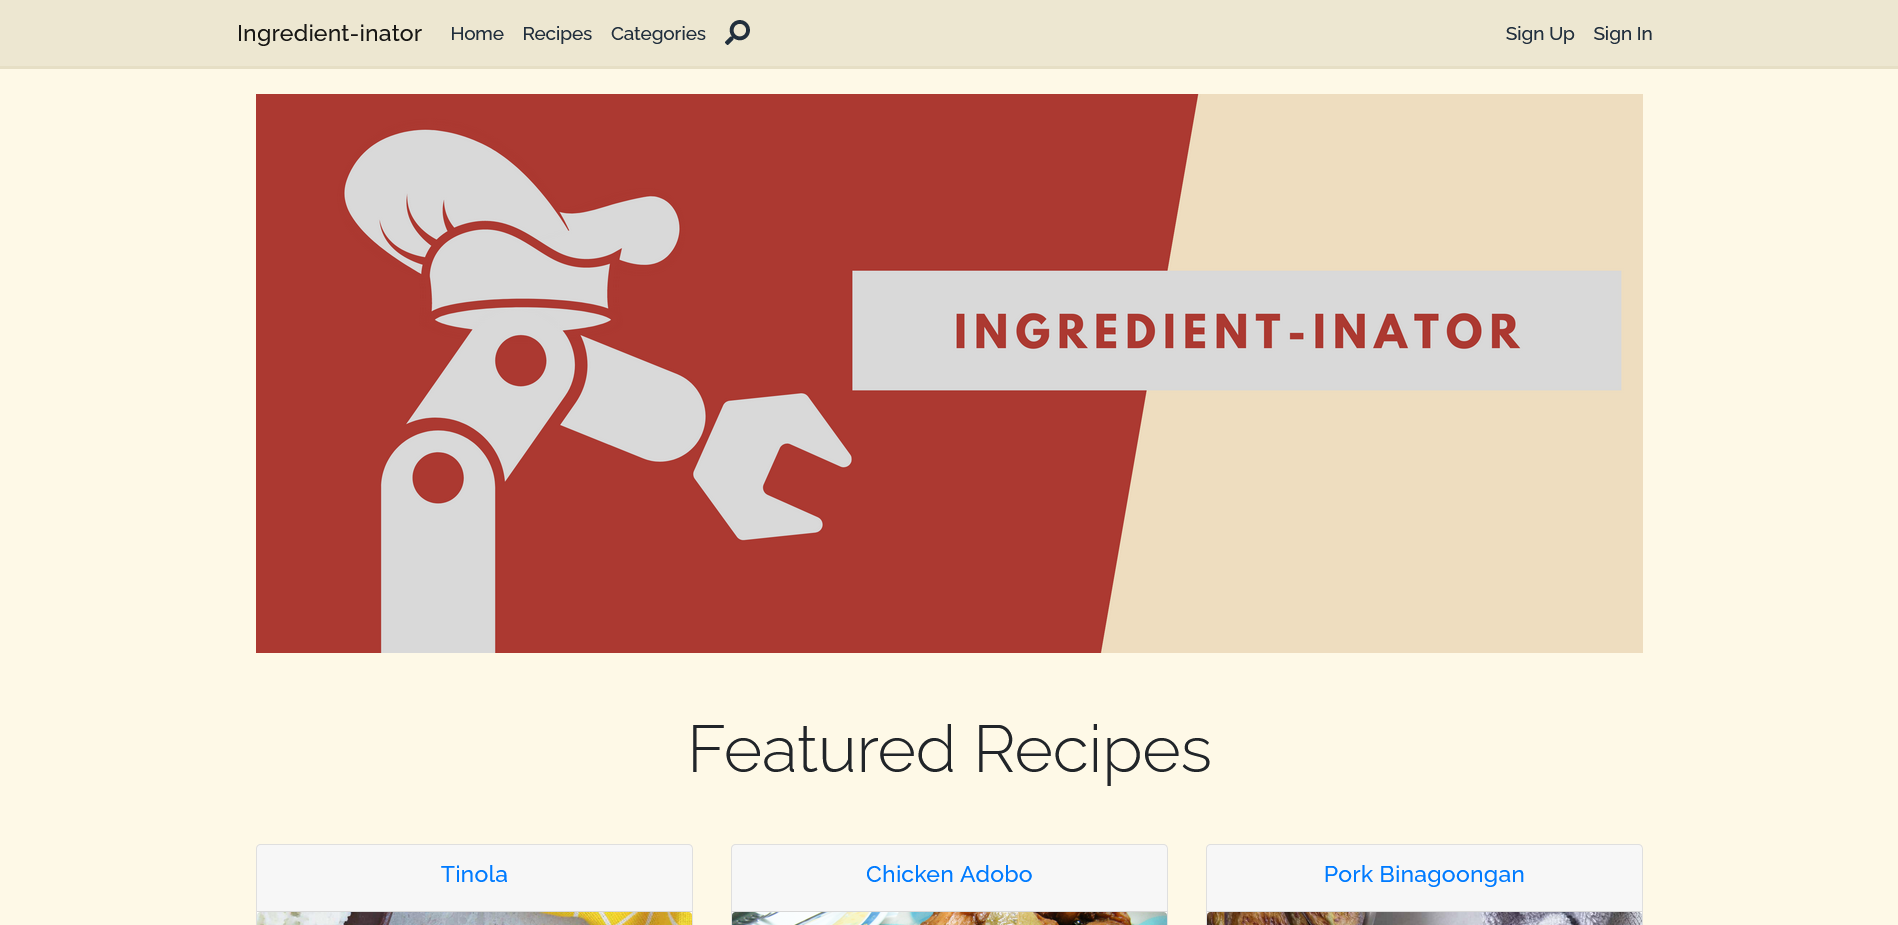 Ingredient-inator Home Recipes Categories Sign Up Sign In
INGREDIENT-INATOR
Featured Recipes
Tinola Chicken Adobo Pork Binagoongan